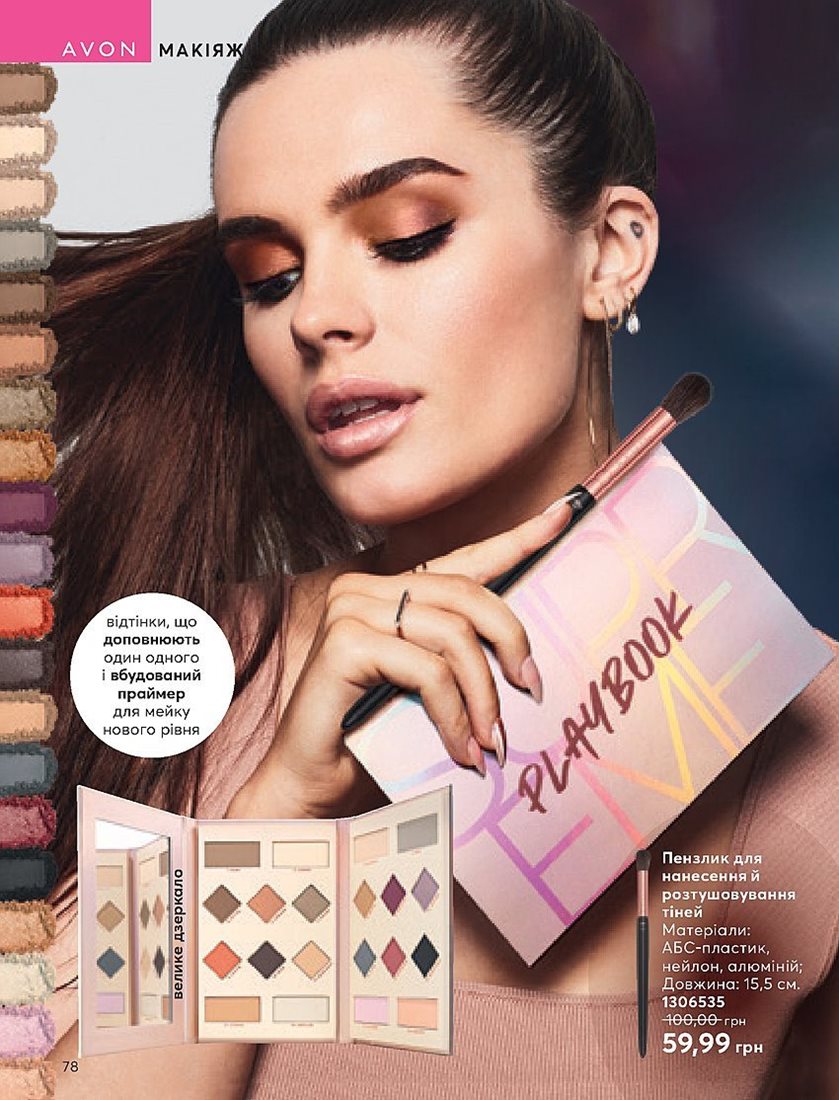 AVON МАКІЯЖ
відтінки, що
доповнюють
один одного
і вбудований
праймер
для мейку
нового рівня
SUPR
EME
PLAYBOOK
велике дзеркало
Пензлик для
нанесення й
розтушовування
тіней
Матеріали:
АБС-пластик,
нейлон, алюміній;
Довжина: 15,5 см.
1306535
100,00 грн
59,99 грн
78